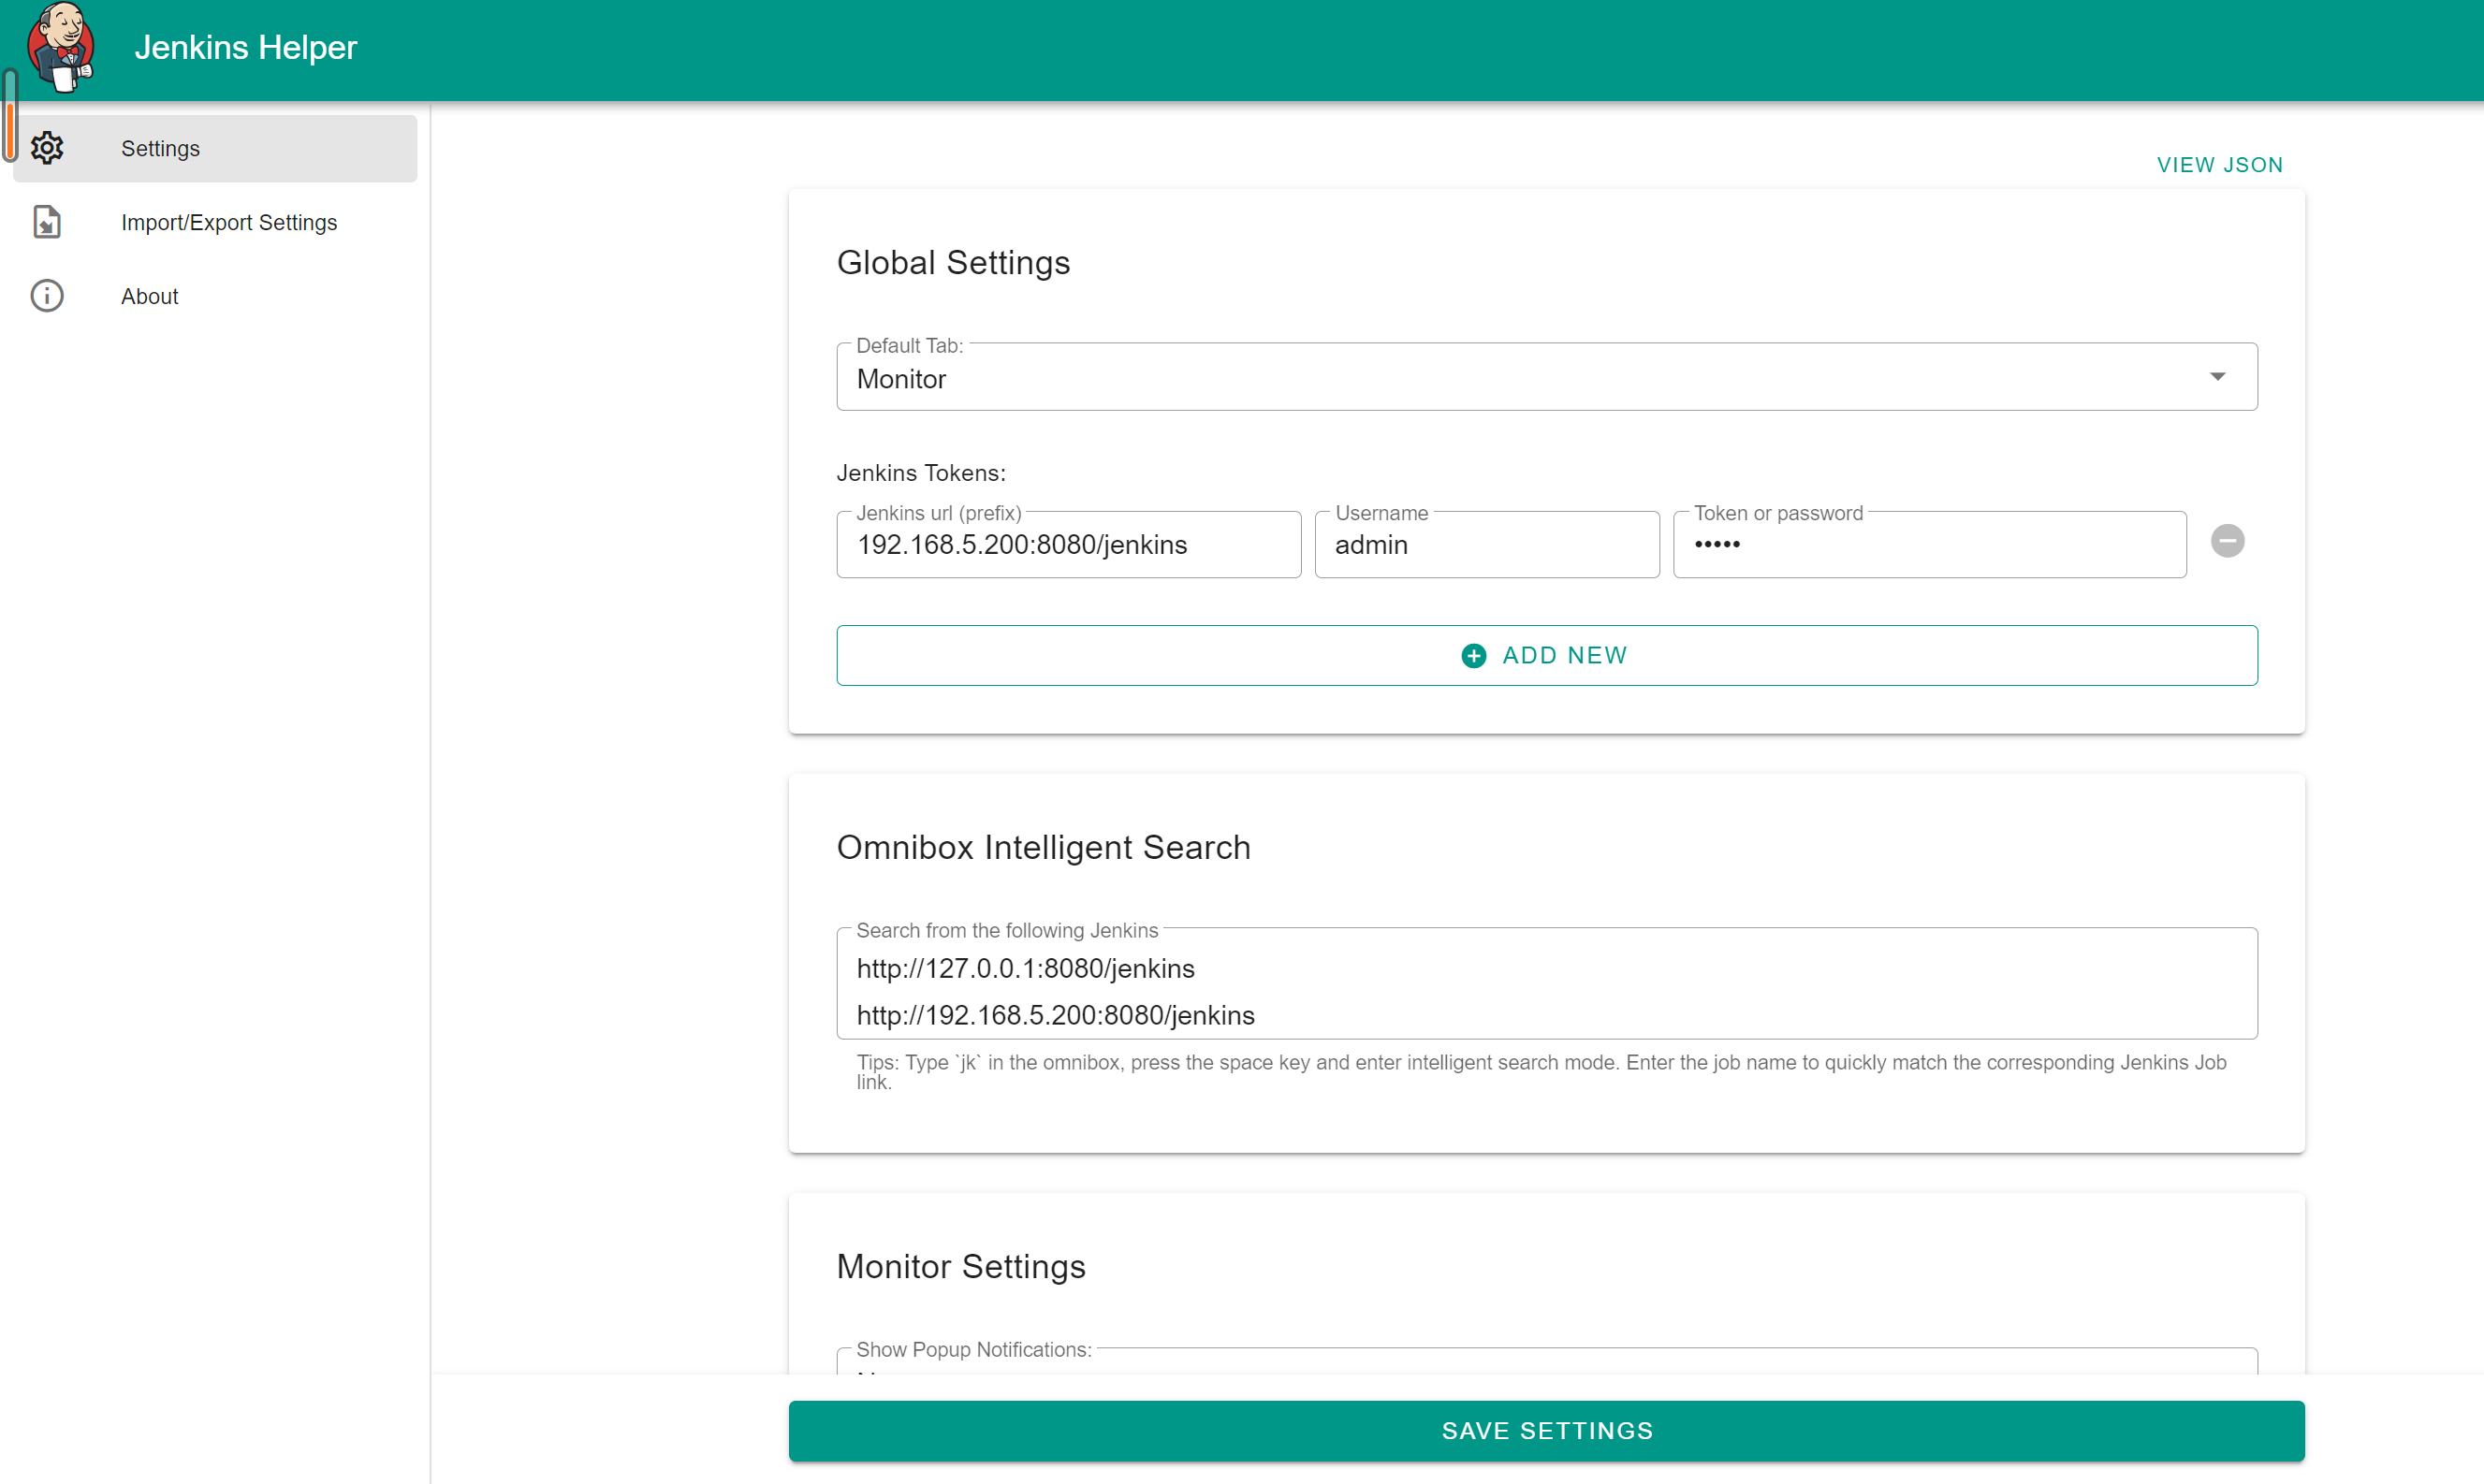 Jenkins Helper
Settings
Import/Export Settings
About
VIEW JSON
Global Settings
Default Tab:
Monitor
Jenkins Tokens:
Jenkins url (prefix)
192.168.5.200:8080/jenkins
Username
admin
Token or password
•••••
ADD NEW
Omnibox Intelligent Search
Search from the following Jenkins
http://127.0.0.1:8080/jenkins
http://192.168.5.200:8080/jenkins
Tips: Type `jk` in the omnibox, press the space key and enter intelligent search mode. Enter the job name to quickly match the corresponding Jenkins Job
link.
Monitor Settings
Show Popup Notifications:
SAVE SETTINGS